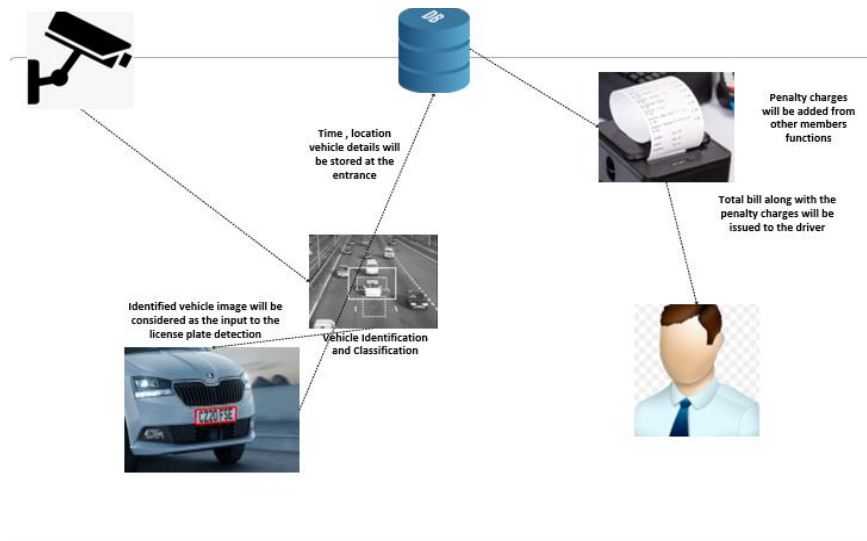 DB
Time , location
vehicle details will
be stored at the
entrance
Penalty charges
will be added from
other members
functions
Total bill along with the
penalty charges will be
issued to the driver
Identified vehicle image will be
considered as the input to the
license plate detection
Vehicle Identification
and Classification
CZ20 FSE